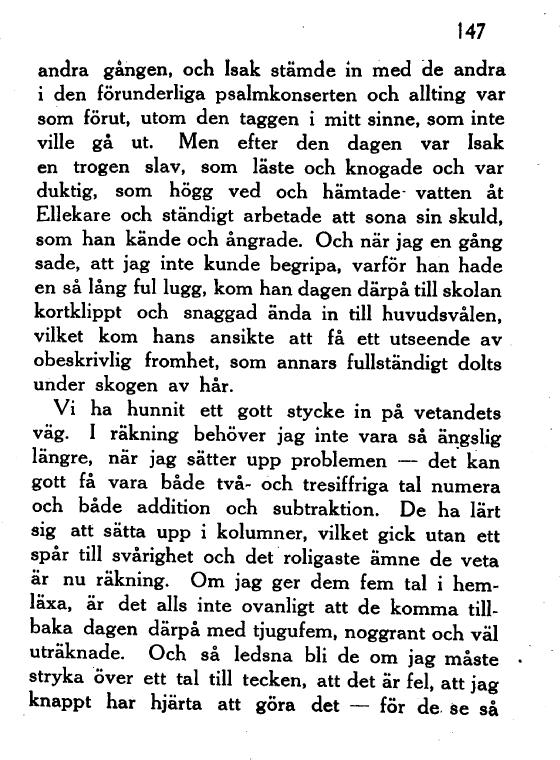 147
andra gången, och Isak stämde in med de andra
i den förunderliga psalmkonserten och allting var
som förut, utom den taggen i mitt sinne, som inte
ville gå ut. Men efter den dagen var Isak
en trogen slav, som läste och knogade och var
duktig, som högg ved och hämtade vatten åt
Ellekare och ständigt arbetade att sona sin skuld,
som han kände och ångrade. Och när jag en gång
sade, att jag inte kunde begripa, varför han hade
en så lång ful lugg, kom han dagen därpå till skolan
kortklippt och snaggad ända in till huvudsvålen,
vilket kom hans ansikte att få ett utseende av
obeskrivlig fromhet, som annars fullständigt dolts
under skogen av hår.
Vi ha hunnit ett gott stycke in på vetandets
väg. I räkning behöver jag inte vara så ängslig
längre, när jag sätter upp problemen — det kan
gott få vara både två- och tresiffriga tal numera
och både addition och subtraktion. De ha lärt
sig att sätta upp i kolumner, vilket gick utan ett
spår till svårighet och det roligaste ämne de veta
är nu räkning. Om jag ger dem fem tal i hem-
läxa, är det alls inte ovanligt att de komma till-
baka dagen därpå med tjugufem, noggrant och väl
uträknade. Och så ledsna bli de om jag måste
stryka över ett tal till tecken, att det är fel, att jag
knappt har hjärta att göra det — för de se så